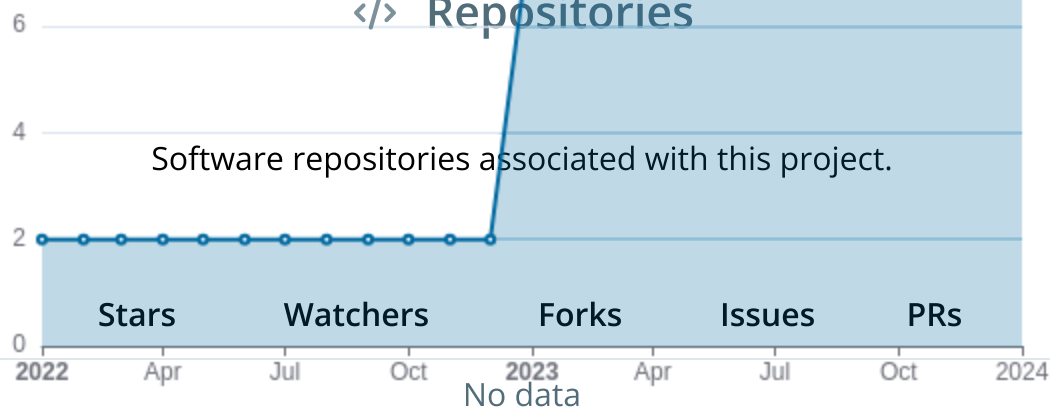 </> Repositories
6
4
Software repositories associated with this project.
2
Stars Watchers Forks Issues PRs
0
2022 Apr Jul Oct 2023 Apr Jul Oct 2024
No data